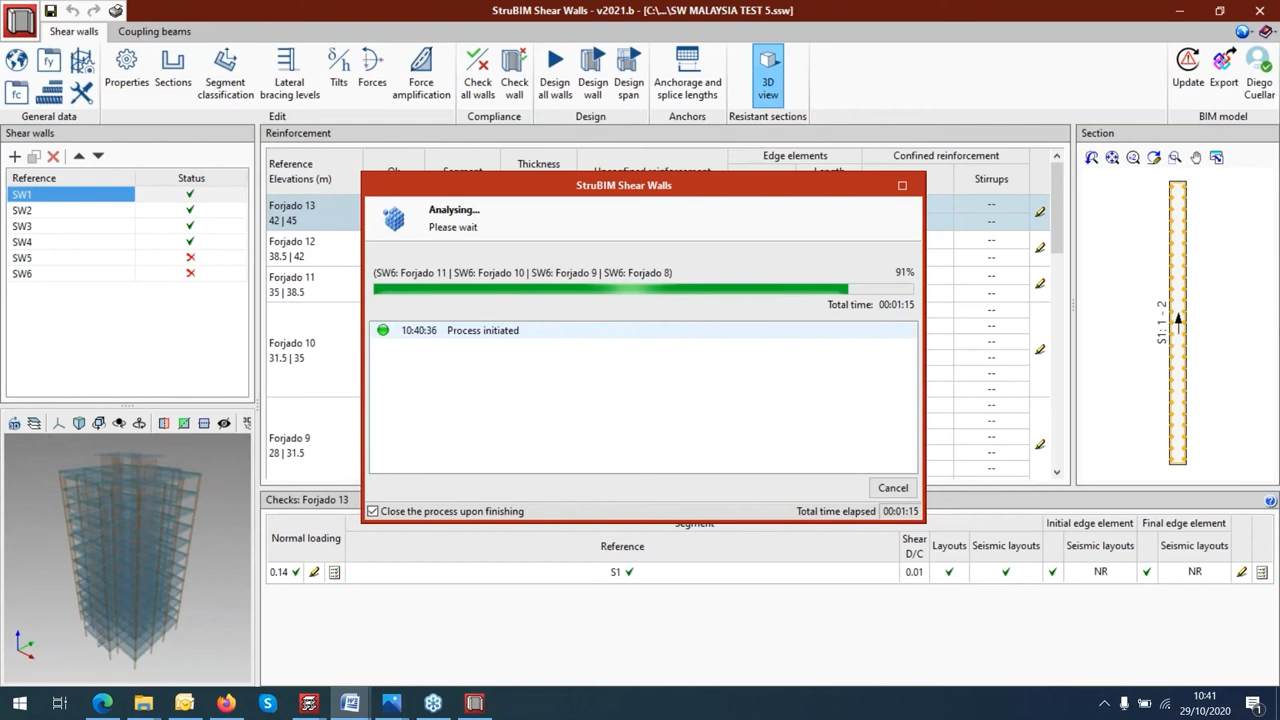 StruBIM Shear Walls - v2021.b - [C:\...\SW MALAYSIA TEST 5.ssw]
Shear walls
Coupling beams
fy
fc
General data
Properties
Sections
Segment classification
Lateral bracing levels
Tilts
Forces
Force amplification
Edit
Check all walls
Check wall
Compliance
Design all walls
Design wall
Design span
Design
Anchorage and splice lengths
Anchors
3D view
Resistant sections
Update
Export
Diego Cuellar
BIM model
Shear walls
Reference Status
SW1
SW2
SW3
SW4
SW5
SW6
Reinforcement
Reference
Elevations (m)
Thickness
Edge elements
Confined reinforcement
Stirrups
Forjado 13
42 | 45
--
--
Forjado 12
38.5 | 42
--
--
Forjado 11
35 | 38.5
--
--
Forjado 10
31.5 | 35
--
--
--
--
--
Forjado 9
28 | 31.5
--
--
--
--
--
StruBIM Shear Walls
Analysing...
Please wait
(SW6: Forjado 11 | SW6: Forjado 10 | SW6: Forjado 9 | SW6: Forjado 8) 91%
Total time: 00:01:15
10:40:36 Process initiated
Cancel
Close the process upon finishing
Total time elapsed 00:01:15
Section
S1: 1 - 2
Checks: Forjado 13
Normal loading
Segment
Initial edge element
Final edge element
Reference
Shear D/C
Layouts
Seismic layouts
Seismic layouts
Seismic layouts
0.14 S1 0.01 NR NR
10:41
29/10/2020
1